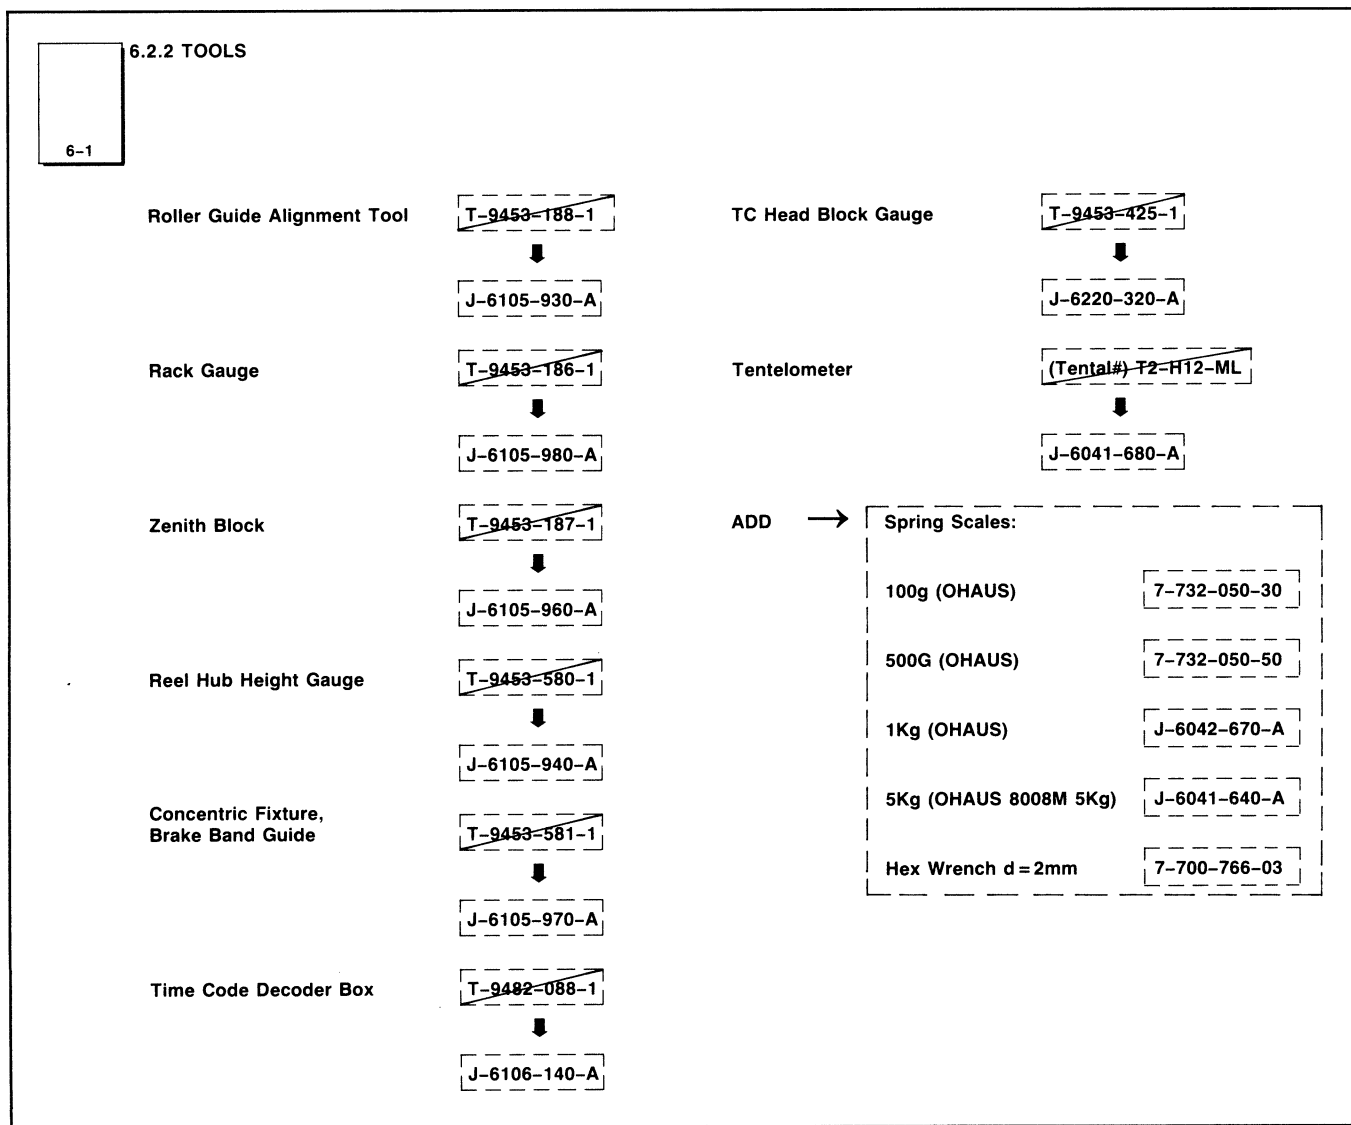 6.2.2 TOOLS
6-1
Roller Guide Alignment Tool
T-9453-188-1
J-6105-930-A
Rack Gauge
T-9453-186-1
J-6105-980-A
Zenith Block
T-9453-187-1
J-6105-960-A
Reel Hub Height Gauge
T-9453-580-1
J-6105-940-A
Concentric Fixture,
Brake Band Guide
T-9453-581-1
J-6105-970-A
Time Code Decoder Box
T-9482-088-1
J-6106-140-A
TC Head Block Gauge
T-9453-425-1
J-6220-320-A
Tentelometer
(Tental#) T2-H12-ML
J-6041-680-A
ADD
Spring Scales:
100g (OHAUS)
7-732-050-30
500G (OHAUS)
7-732-050-50
1Kg (OHAUS)
J-6042-670-A
5Kg (OHAUS 8008M 5Kg)
J-6041-640-A
Hex Wrench d=2mm
7-700-766-03